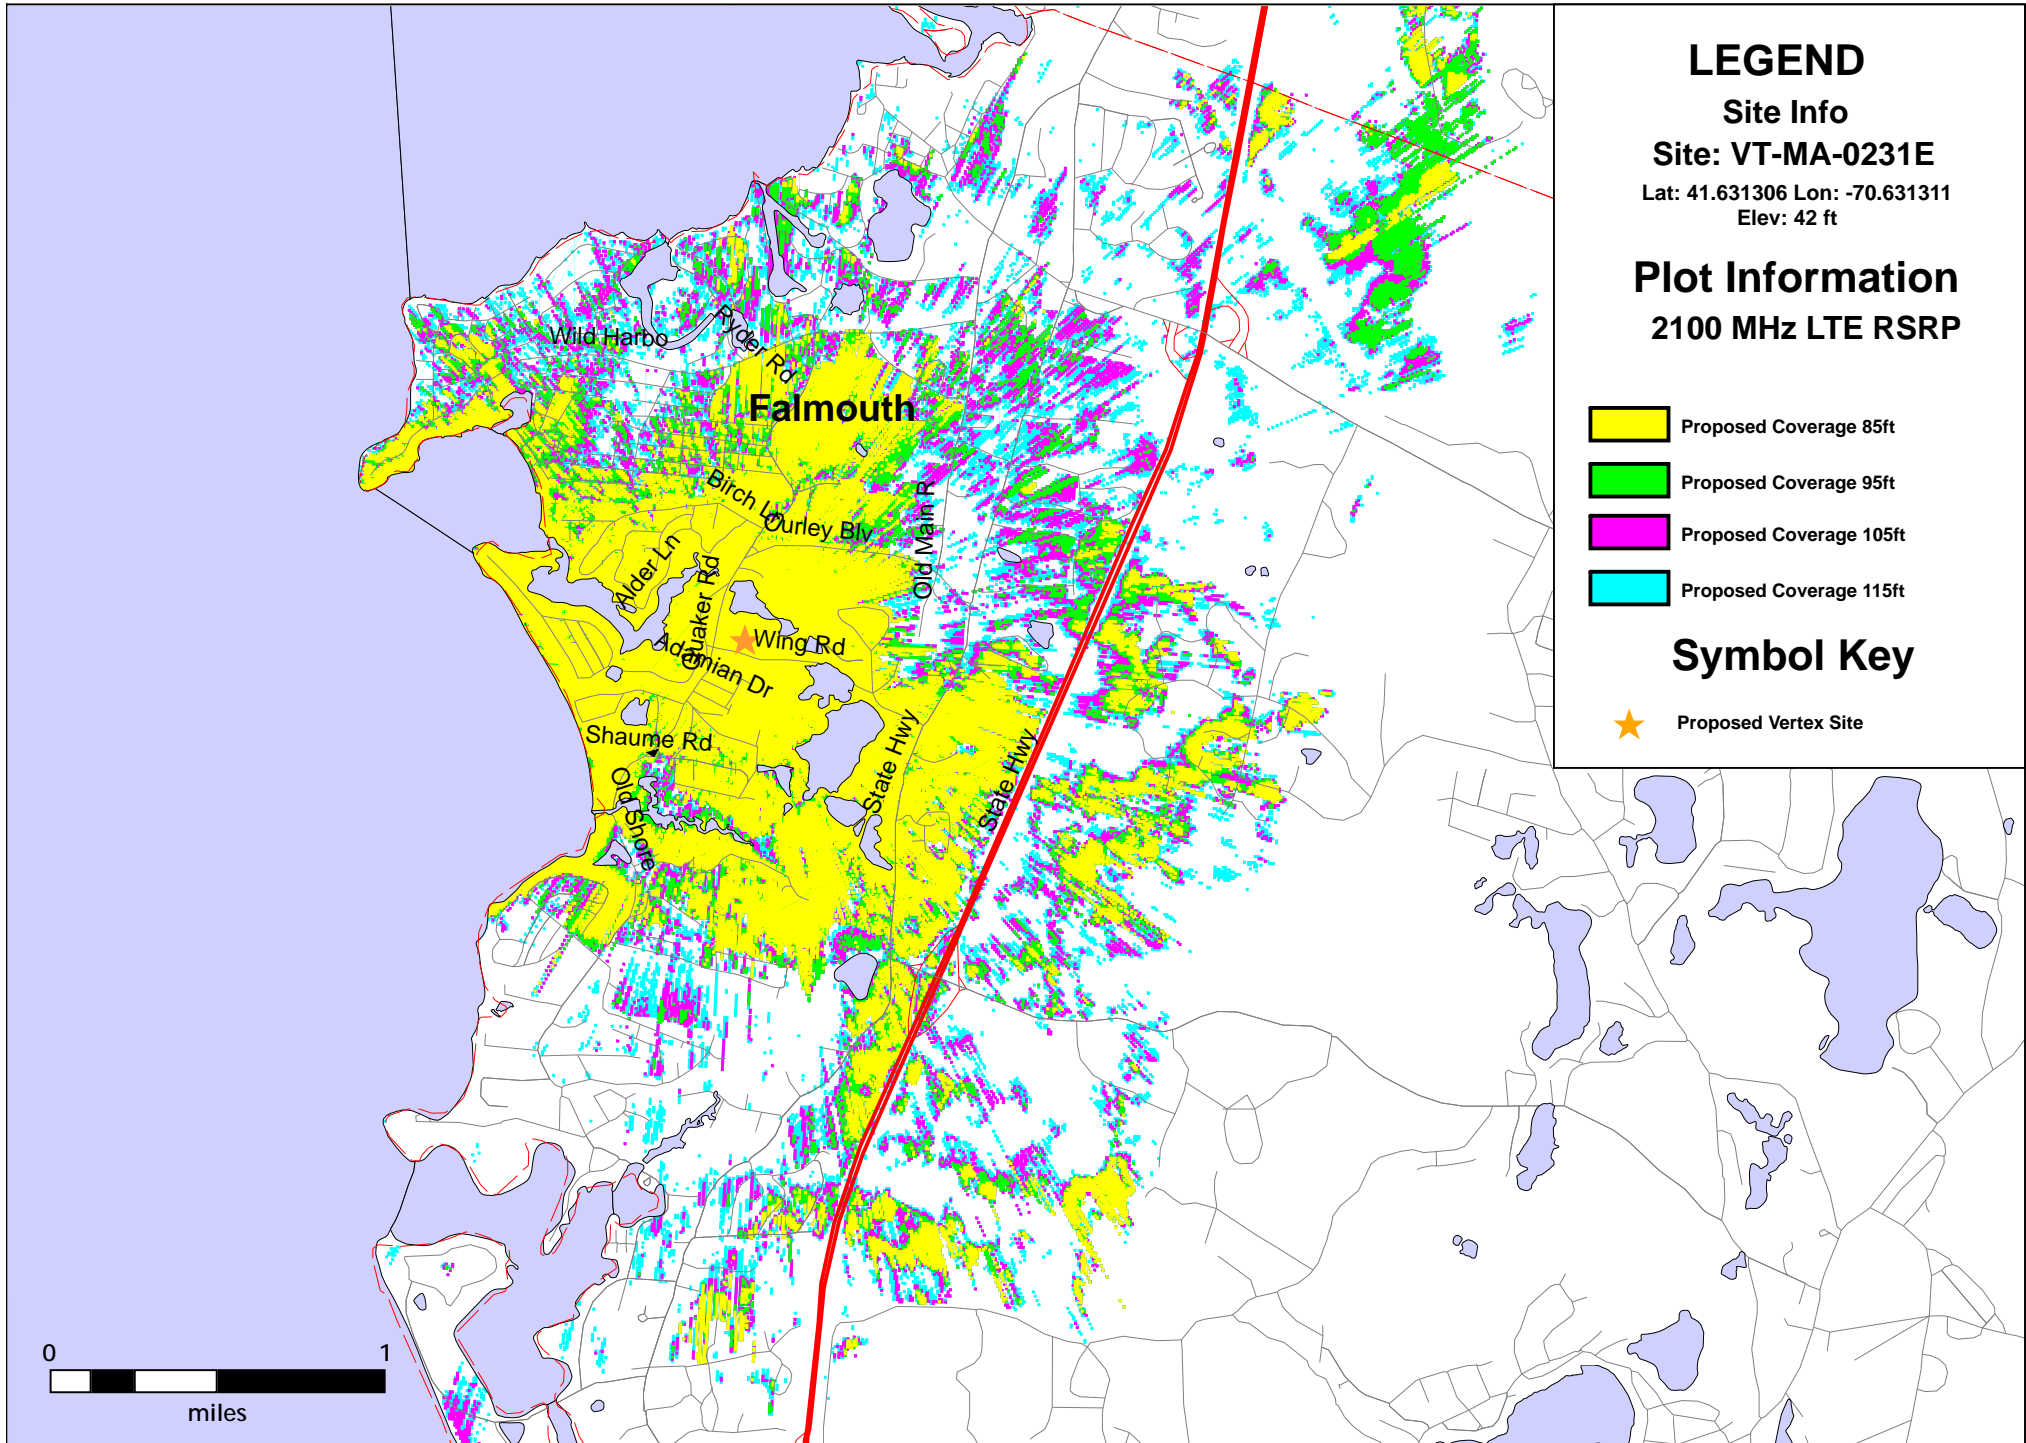 LEGEND
Site Info
Site: VT-MA-0231E
Lat: 41.631306 Lon: -70.631311
Elev: 42 ft
Plot Information
2100 MHz LTE RSRP
Proposed Coverage 85ft
Proposed Coverage 95ft
Proposed Coverage 105ft
Proposed Coverage 115ft
Symbol Key
Proposed Vertex Site
Wild Harbo
Ryder Rd
Falmouth
Birch Ln
Curley Blv
Old Main R
Alder Ln
Quaker Rd
Wing Rd
Adamian Dr
Shaume Rd
Old Shore
State Hwy
State Hwy
0 1
miles